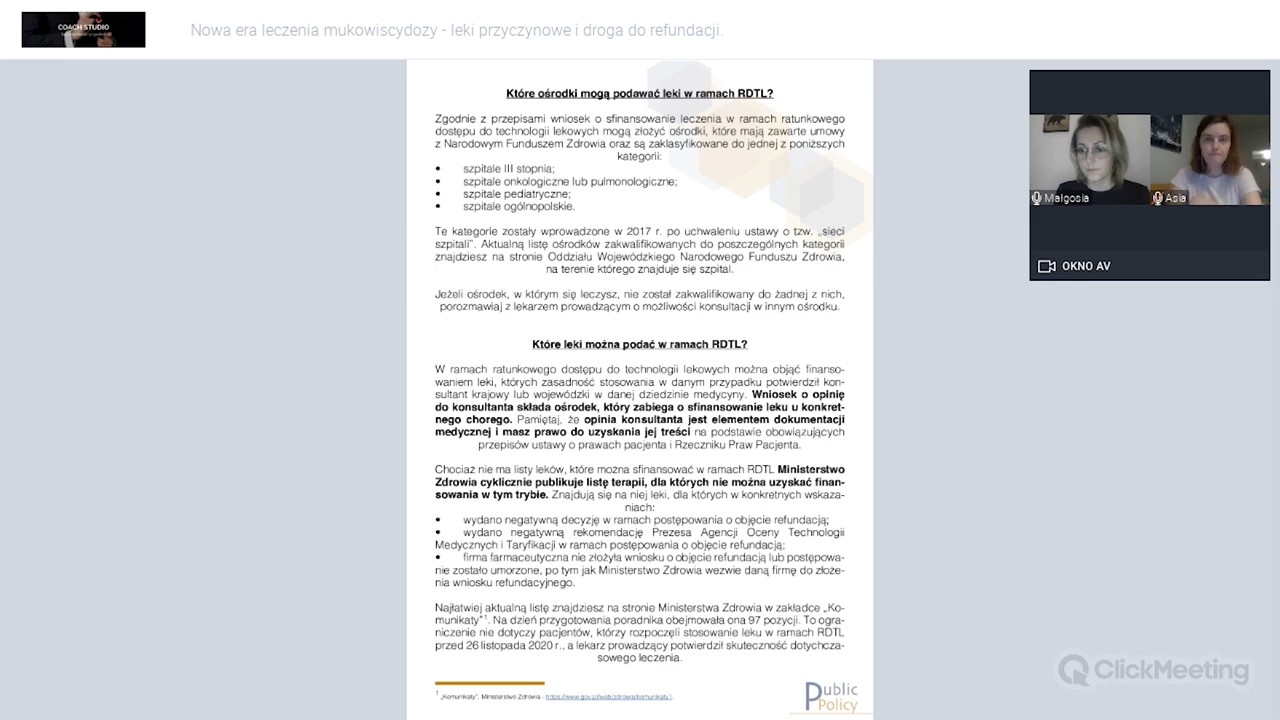 COACH STUDIO
Nowa era leczenia mukowiscydozy - leki przyczynowe i droga do refundacji.
Które ośrodki mogą podawać leki w ramach RDTL?
Zgodnie z przepisami wniosek o sfinansowanie leczenia w ramach ratunkowego
dostępu do technologii lekowych mogą złożyć ośrodki, które mają zawarte umowy
z Narodowym Funduszem Zdrowia oraz są zaklasyfikowane do jednej z poniższych
kategorii:
• szpitale III stopnia;
• szpitale onkologiczne lub pulmonologiczne;
• szpitale pediatryczne;
• szpitale ogólnopolskie.
Te kategorie zostały wprowadzone w 2017 r. po uchwaleniu ustawy o tzw. „sieci
szpitali”. Aktualną listę ośrodków zakwalifikowanych do poszczególnych kategorii
znajdziesz na stronie Oddziału Wojewódzkiego Narodowego Funduszu Zdrowia,
na terenie którego znajduje się szpital.
Jeżeli ośrodek, w którym się leczysz, nie został zakwalifikowany do żadnej z nich,
porozmawiaj z lekarzem prowadzącym o możliwości konsultacji w innym ośrodku.
Które leki można podać w ramach RDTL?
W ramach ratunkowego dostępu do technologii lekowych można objąć finanso-
waniem leki, których zasadność stosowania w danym przypadku potwierdził kon-
sultant krajowy lub wojewódzki w danej dziedzinie medycyny. Wniosek o opinię
do konsultanta składa ośrodek, który zabiega o sfinansowanie leku u konkret-
nego chorego. Pamiętaj, że opinia konsultanta jest elementem dokumentacji
medycznej i masz prawo do uzyskania jej treści na podstawie obowiązujących
przepisów ustawy o prawach pacjenta i Rzeczniku Praw Pacjenta.
Chociaż nie ma listy leków, które można sfinansować w ramach RDTL Ministerstwo
Zdrowia cyklicznie publikuje listę terapii, dla których nie można uzyskać finan-
sowania w tym trybie. Znajdują się na niej leki, dla których w konkretnych wskaza-
niach:
• wydano negatywną decyzję w ramach postępowania o objęcie refundacją;
• wydano negatywną rekomendację Prezesa Agencji Oceny Technologii
Medycznych i Taryfikacji w ramach postępowania o objęcie refundacją;
• firma farmaceutyczna nie złożyła wniosku o objęcie refundacją lub postępowa-
nie zostało umorzone, po tym jak Ministerstwo Zdrowia wezwie daną firmę do złoże-
nia wniosku refundacyjnego.
Najłatwiej aktualną listę znajdziesz na stronie Ministerstwa Zdrowia w zakładce „Ko-
munikaty”1. Na dzień przygotowania poradnika obejmowała ona 97 pozycji. To ogra-
niczenie nie dotyczy pacjentów, którzy rozpoczęli stosowanie leku w ramach RDTL
przed 26 listopada 2020 r., a lekarz prowadzący potwierdził skuteczność dotychcza-
sowego leczenia.
1 „Komunikaty”, Ministerstwo Zdrowia - https://www.gov.pl/web/zdrowie/komunikaty1.
Public
Policy
Małgosia
Asia
OKNO AV
ClickMeeting